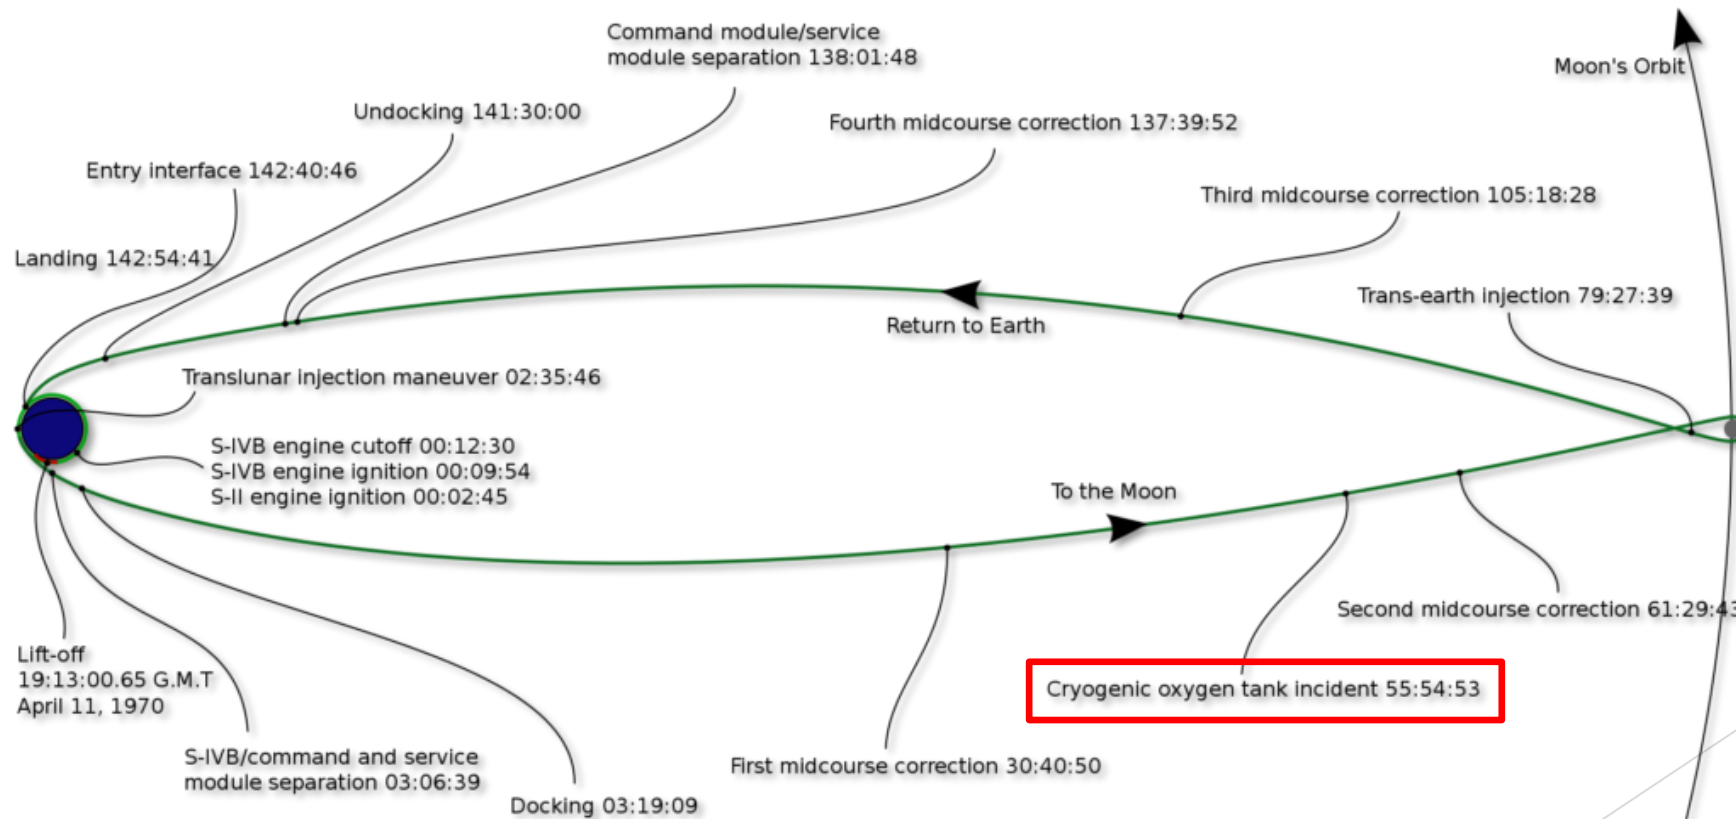 Command module/service
module separation 138:01:48
Moon's Orbit
Undocking 141:30:00
Fourth midcourse correction 137:39:52
Entry interface 142:40:46
Third midcourse correction 105:18:28
Landing 142:54:41
Trans-earth injection 79:27:39
Return to Earth
Translunar injection maneuver 02:35:46
S-IVB engine cutoff 00:12:30
S-IVB engine ignition 00:09:54
S-II engine ignition 00:02:45
To the Moon
Second midcourse correction 61:29:43
Lift-off
19:13:00.65 G.M.T
April 11, 1970
Cryogenic oxygen tank incident 55:54:53
S-IVB/command and service
module separation 03:06:39
First midcourse correction 30:40:50
Docking 03:19:09